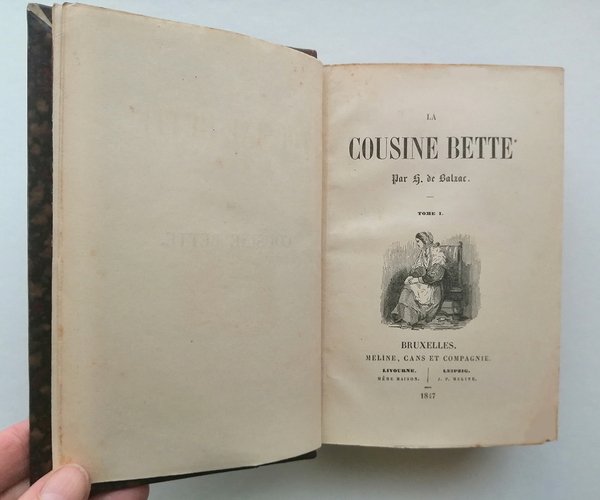 LA
COUSINE BETTE
Par H. de Balzac.
TOME I.
BRUXELLES,
MELINE, CANS ET COMPAGNIE.
LIVOURNE. LEIPZIG.
MÊME MAISON. J. P. MELINE.
1847